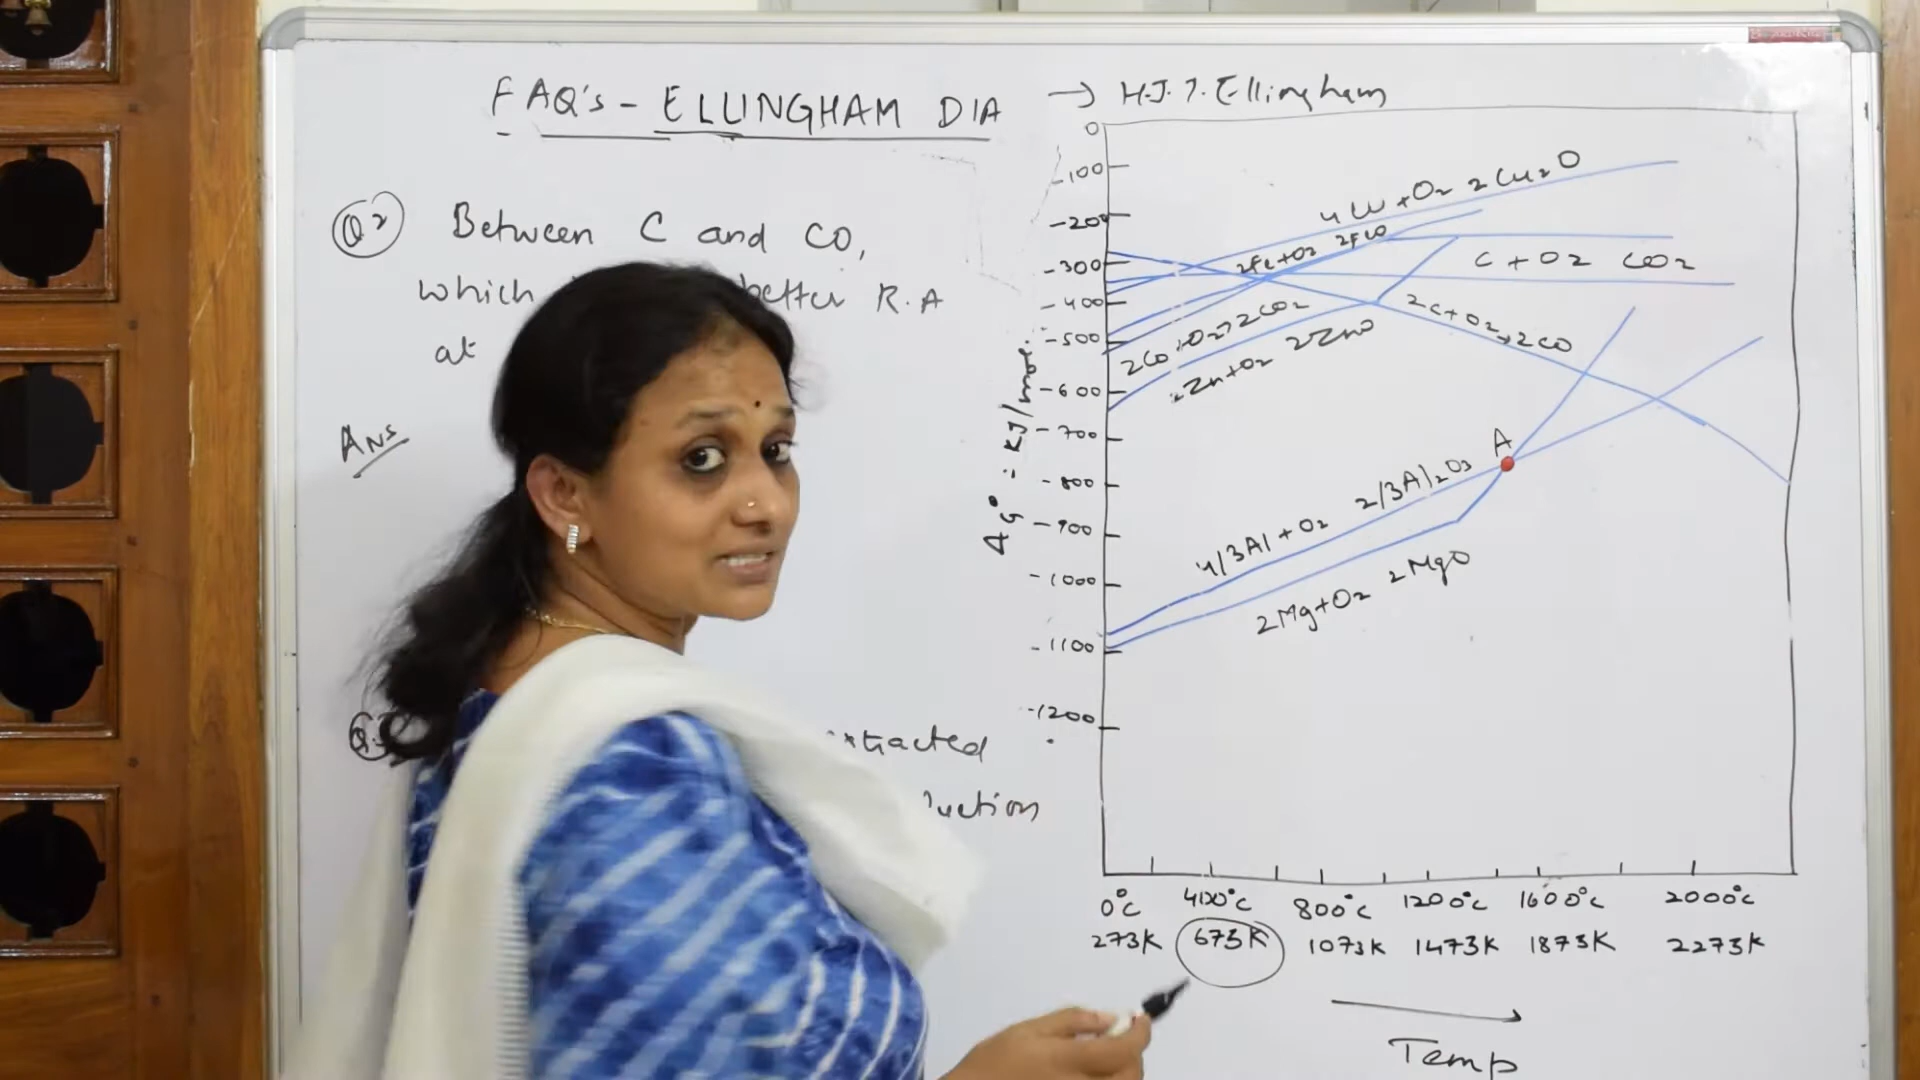 FAQ's - ELLINGHAM DIA → H.J.T. Ellingham
Q2 Between C and CO,
which better R.A
at
Ans
extracted
uction
0
-100
-200
-300
-400
-500
-600
-700
-800
-900
-1000
-1100
-1200
ΔG° = KJ/mol.
4Cu + O2 2Cu2O
2Fe+O2 2FeO
C + O2 CO2
2CO+O2→2CO2
2C+O2→2CO
2Zn+O2 2ZnO
A
4/3Al+O2 2/3Al2O3
2Mg+O2 2MgO
0°C 400°C 800°C 1200°C 1600°C 2000°C
273K 673K 1073K 1473K 1873K 2273K
→
Temp